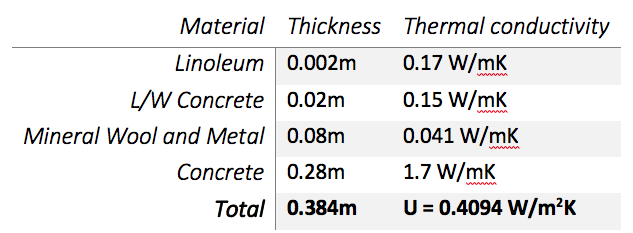 Material Thickness Thermal conductivity
Linoleum 0.002m 0.17 W/mK
L/W Concrete 0.02m 0.15 W/mK
Mineral Wool and Metal 0.08m 0.041 W/mK
Concrete 0.28m 1.7 W/mK
Total 0.384m U = 0.4094 W/m²K